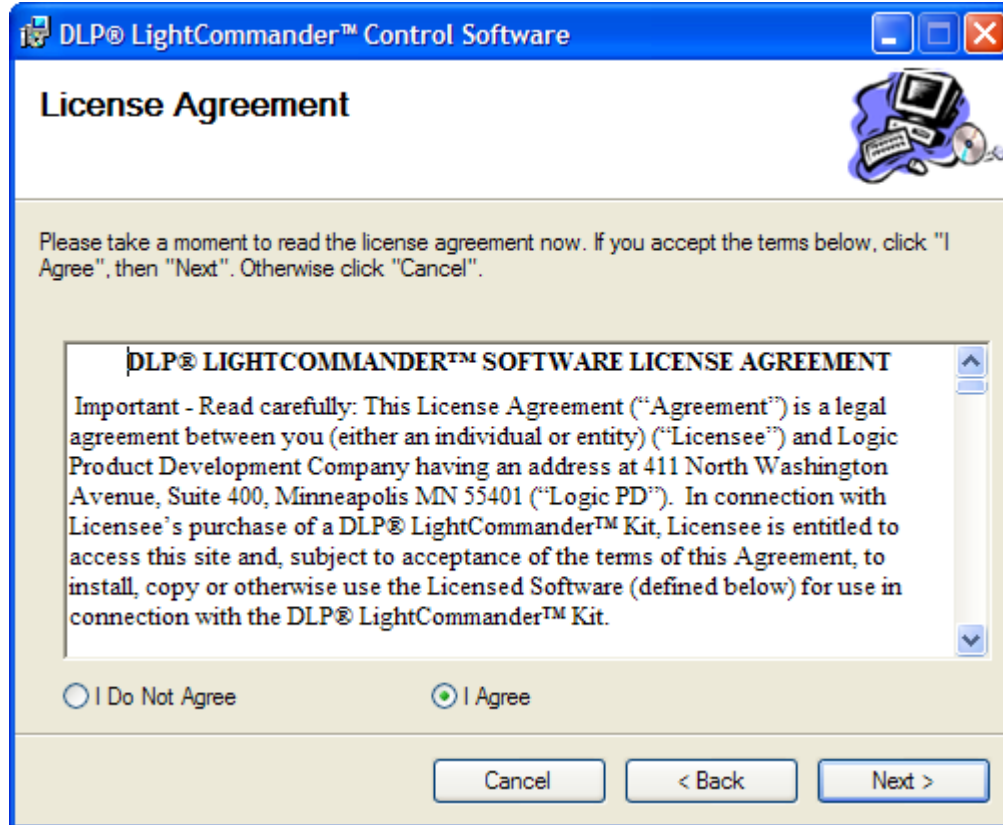 DLP® LightCommander™ Control Software
License Agreement
Please take a moment to read the license agreement now. If you accept the terms below, click "I
Agree", then "Next". Otherwise click "Cancel".
DLP® LIGHTCOMMANDER™ SOFTWARE LICENSE AGREEMENT
Important - Read carefully: This License Agreement (“Agreement”) is a legal
agreement between you (either an individual or entity) (“Licensee”) and Logic
Product Development Company having an address at 411 North Washington
Avenue, Suite 400, Minneapolis MN 55401 (“Logic PD”).  In connection with
Licensee’s purchase of a DLP® LightCommander™ Kit, Licensee is entitled to
access this site and, subject to acceptance of the terms of this Agreement, to
install, copy or otherwise use the Licensed Software (defined below) for use in
connection with the DLP® LightCommander™ Kit.
I Do Not Agree
I Agree
Cancel
< Back
Next >